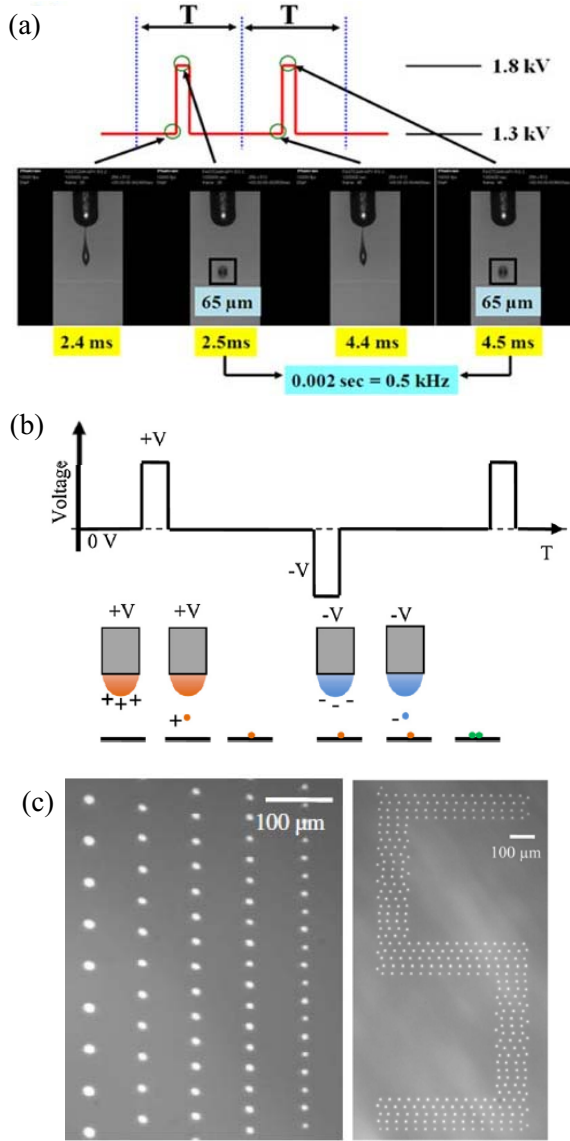 (a)
T T
1.8 kV
1.3 kV
65 µm 65 µm
2.4 ms 2.5ms 4.4 ms 4.5 ms
0.002 sec = 0.5 kHz
(b)
Voltage
+V
0 V
-V
T
+V +V -V -V
+ + + - - -
+ -
(c)
100 µm
100 µm